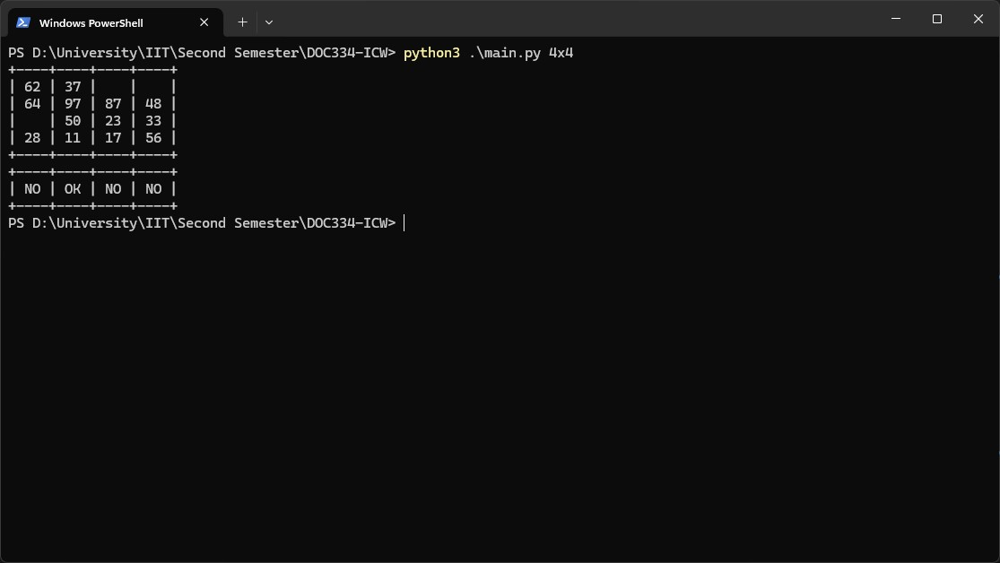 Windows PowerShell
PS D:\University\IIT\Second Semester\DOC334-ICW> python3 .\main.py 4x4
+----+----+----+----+
| 62 | 37 |    |    |
| 64 | 97 | 87 | 48 |
|    | 50 | 23 | 33 |
| 28 | 11 | 17 | 56 |
+----+----+----+----+
+----+----+----+----+
| NO | OK | NO | NO |
+----+----+----+----+
PS D:\University\IIT\Second Semester\DOC334-ICW>